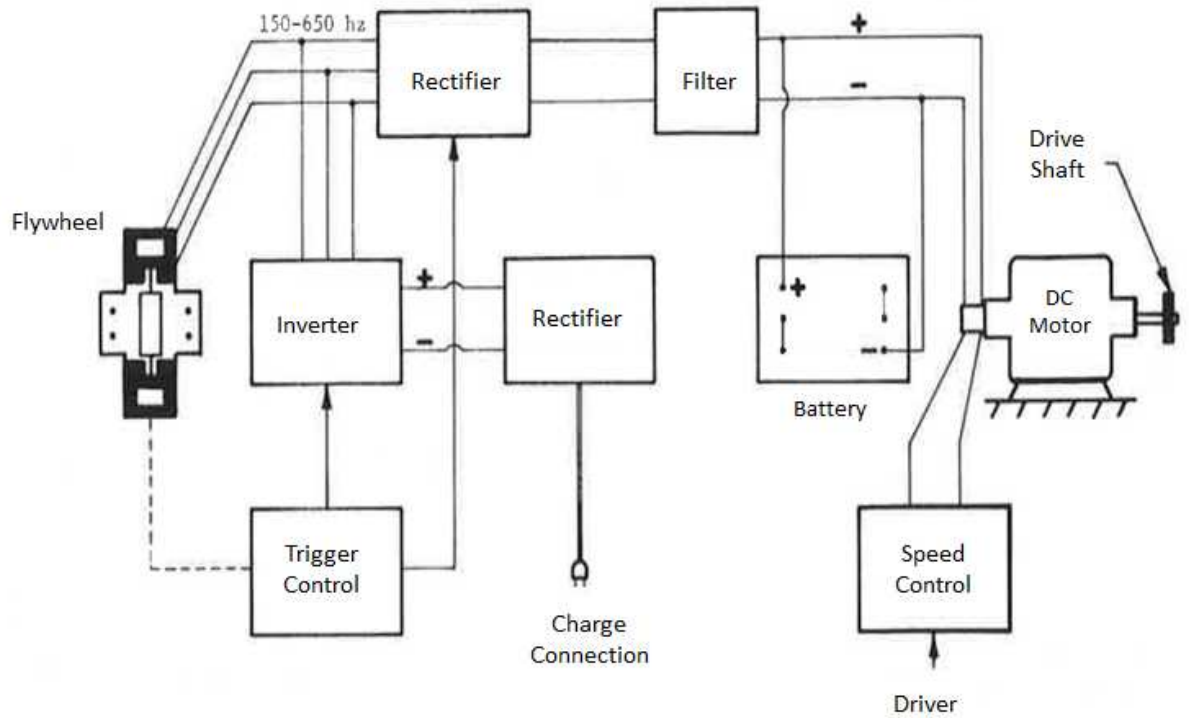 150-650 hz
Rectifier
Filter
+
-
Drive
Shaft
Flywheel
Inverter
+
-
Rectifier
+
-
DC
Motor
Battery
Trigger
Control
Speed
Control
Charge
Connection
Driver